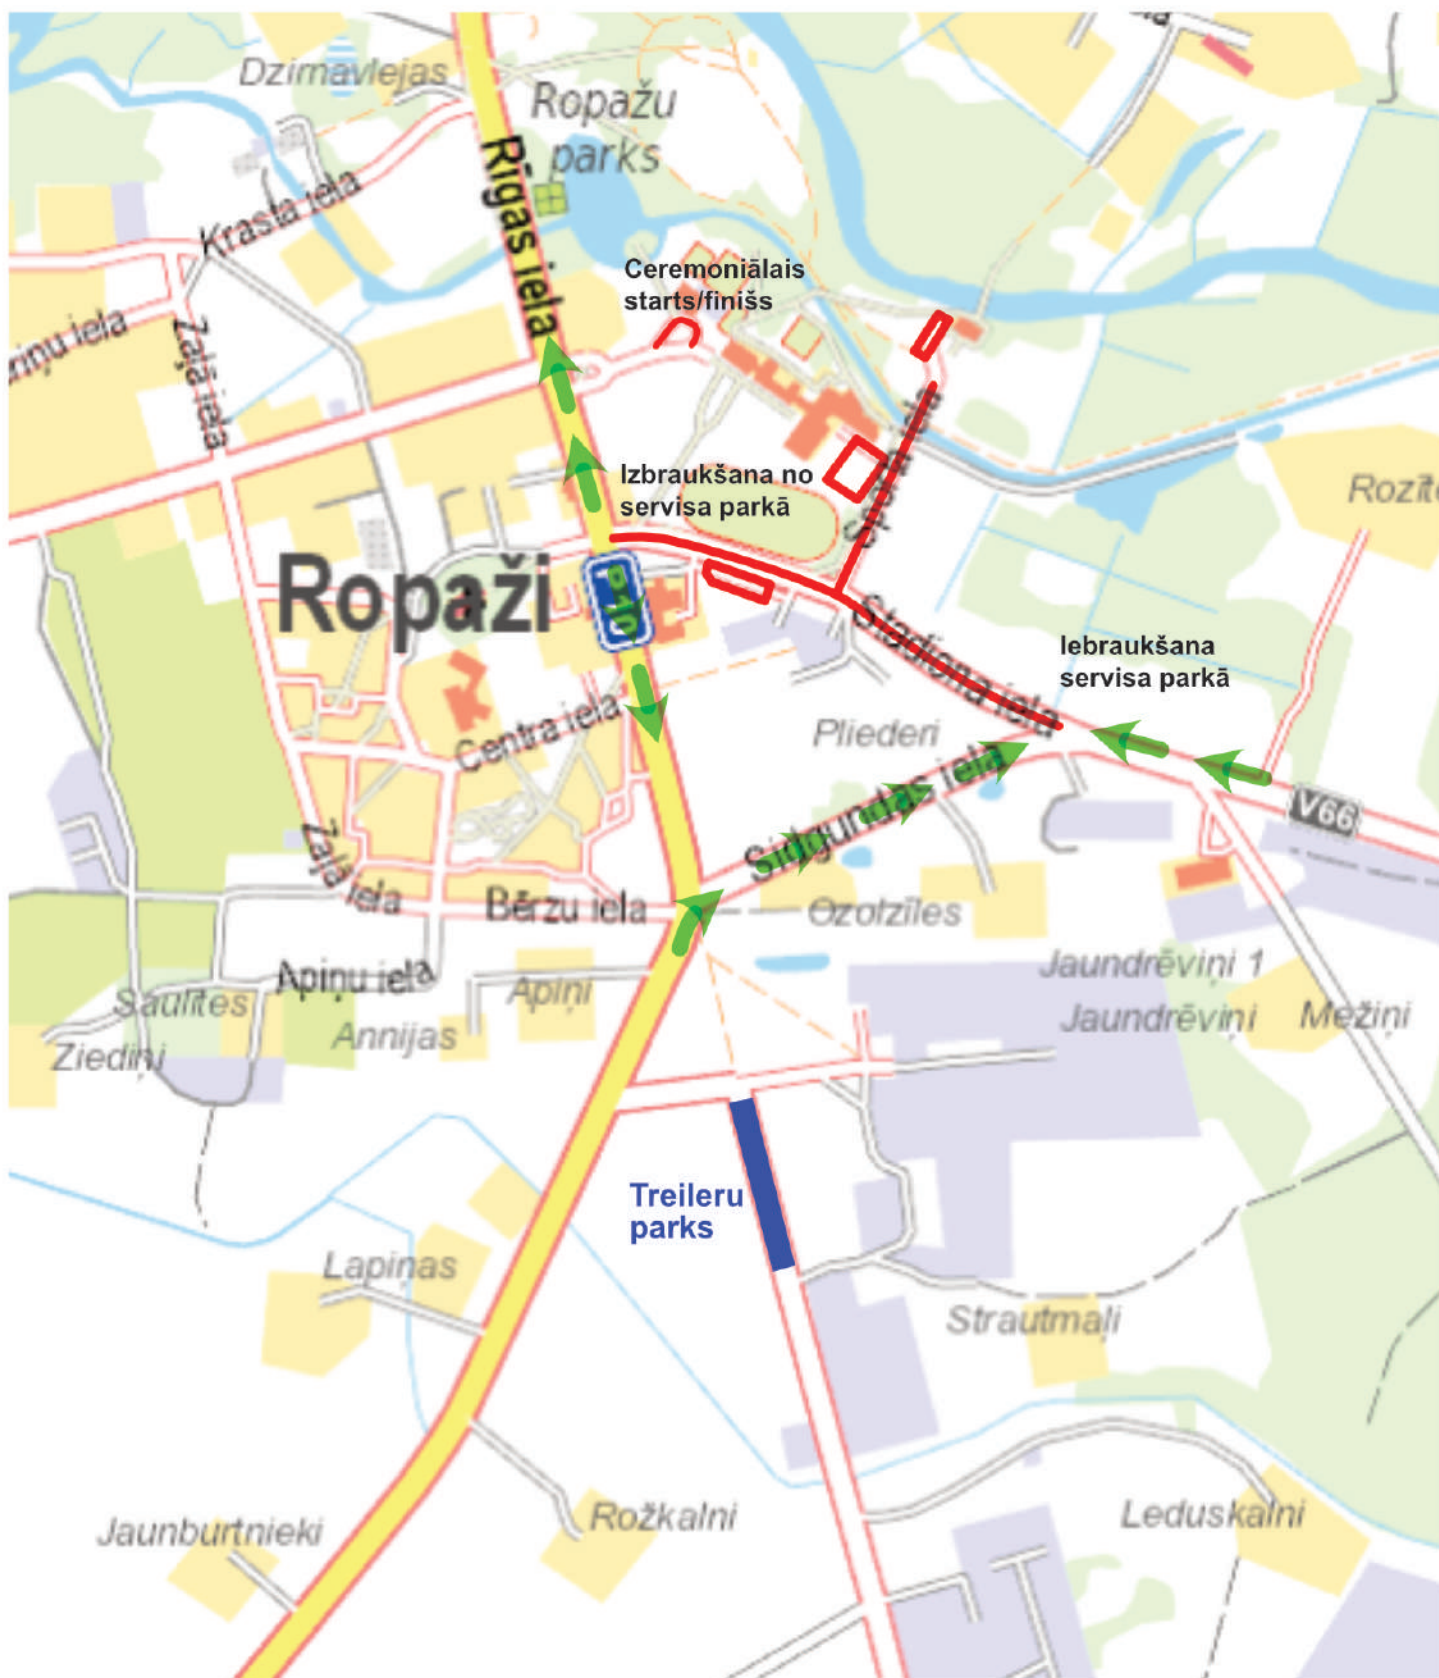 Dzirnavlejas
Ropažu
parks
Rīgas iela
Krasta iela
Zaļā iela
Ceremoniālais
starts/finišs
Izbraukšana no
servisa parkā
Rozīt
Ropaži
P10
Stadiona iela
Iebraukšana
servisa parkā
Pliederi
Centra iela
Sidgundas iela
V66
Zaļā iela
Bērzu iela
Ozolzīles
Apiņu iela
Saulītes
Apiņi
Annijas
Ziediņi
Jaundrēviņi 1
Jaundrēviņi
Mežiņi
Treileru
parks
Lapiņas
Strautmaļi
Jaunburtnieki
Rožkalni
Leduskalni